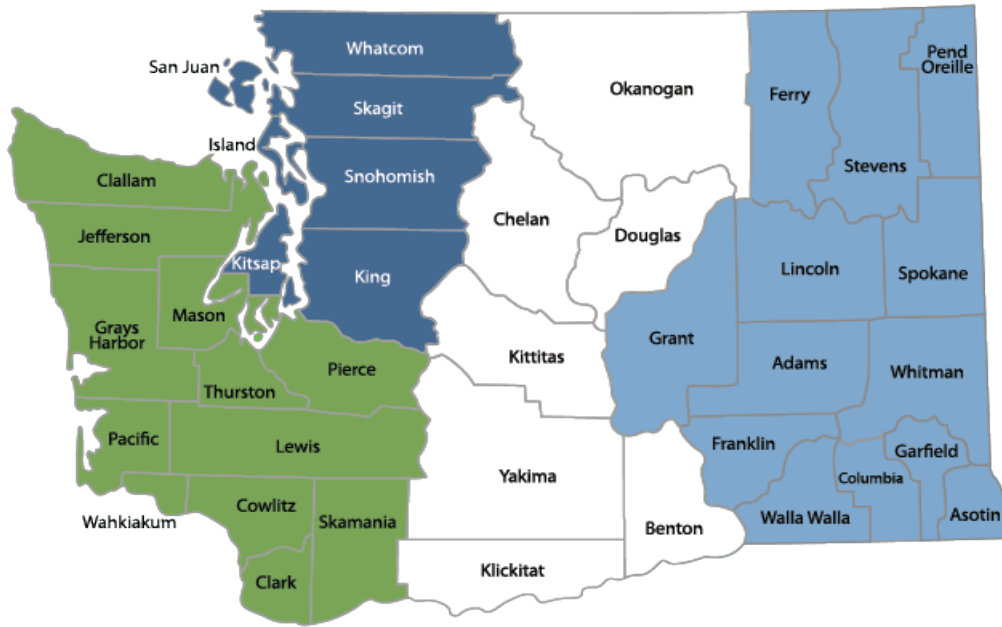 Whatcom
San Juan
Pend
Oreille
Okanogan
Ferry
Skagit
Island
Stevens
Snohomish
Clallam
Chelan
Jefferson
Douglas
Kitsap
King
Lincoln
Spokane
Mason
Grays
Harbor
Grant
Kittitas
Adams
Pierce
Whitman
Thurston
Pacific
Lewis
Franklin
Garfield
Yakima
Columbia
Cowlitz
Wahkiakum
Skamania
Walla Walla
Asotin
Benton
Klickitat
Clark